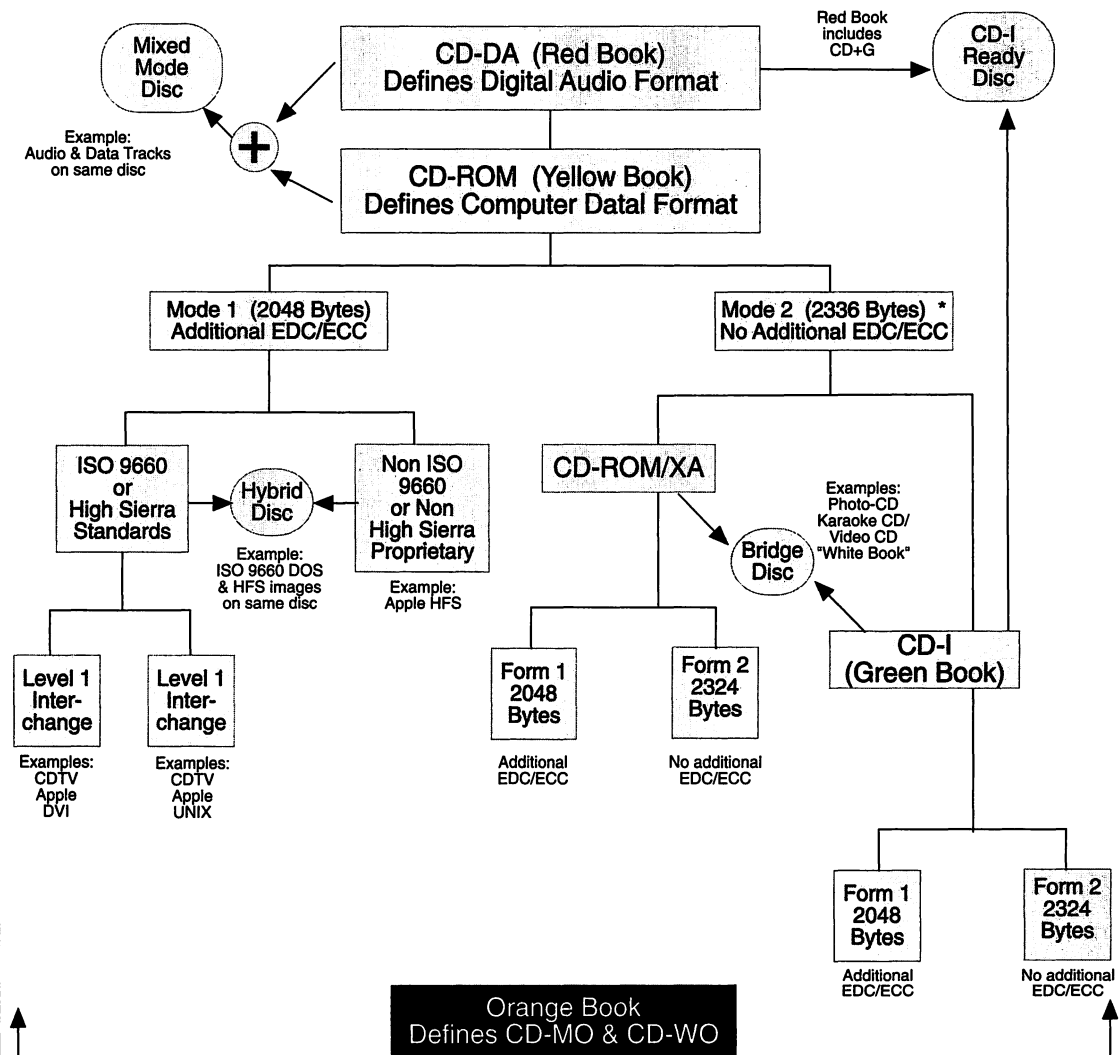 Mixed
Mode
Disc
Example:
Audio & Data Tracks
on same disc
+
CD-DA (Red Book)
Defines Digital Audio Format
Red Book
includes
CD+G
CD-I
Ready
Disc
CD-ROM (Yellow Book)
Defines Computer Datal Format
Mode 1 (2048 Bytes)
Additional EDC/ECC
Mode 2 (2336 Bytes) *
No Additional EDC/ECC
ISO 9660
or
High Sierra
Standards
Hybrid
Disc
Example:
ISO 9660 DOS
& HFS images
on same disc
Non ISO
9660
or Non
High Sierra
Proprietary
Example:
Apple HFS
CD-ROM/XA
Examples:
Photo-CD
Karaoke CD/
Video CD
"White Book"
Bridge
Disc
CD-I
(Green Book)
Level 1
Inter-
change
Examples:
CDTV
Apple
DVI
Level 1
Inter-
change
Examples:
CDTV
Apple
UNIX
Form 1
2048
Bytes
Additional
EDC/ECC
Form 2
2324
Bytes
No additional
EDC/ECC
Form 1
2048
Bytes
Additional
EDC/ECC
Form 2
2324
Bytes
No additional
EDC/ECC
Orange Book
Defines CD-MO & CD-WO